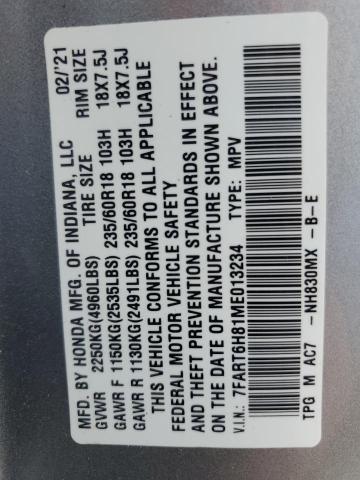 MFD. BY HONDA MFG. OF INDIANA, LLC 02/'21
GVWR 2250KG(4960LBS) TIRE SIZE RIM SIZE
GAWR F 1150KG(2535LBS) 235/60R18 103H 18X7.5J
GAWR R 1130KG(2491LBS) 235/60R18 103H 18X7.5J
THIS VEHICLE CONFORMS TO ALL APPLICABLE
FEDERAL MOTOR VEHICLE SAFETY
AND THEFT PREVENTION STANDARDS IN EFFECT
ON THE DATE OF MANUFACTURE SHOWN ABOVE.
V.I.N.: 7FART6H81ME013234 TYPE: MPV
TPG M AC7 -NH830MX -B-E